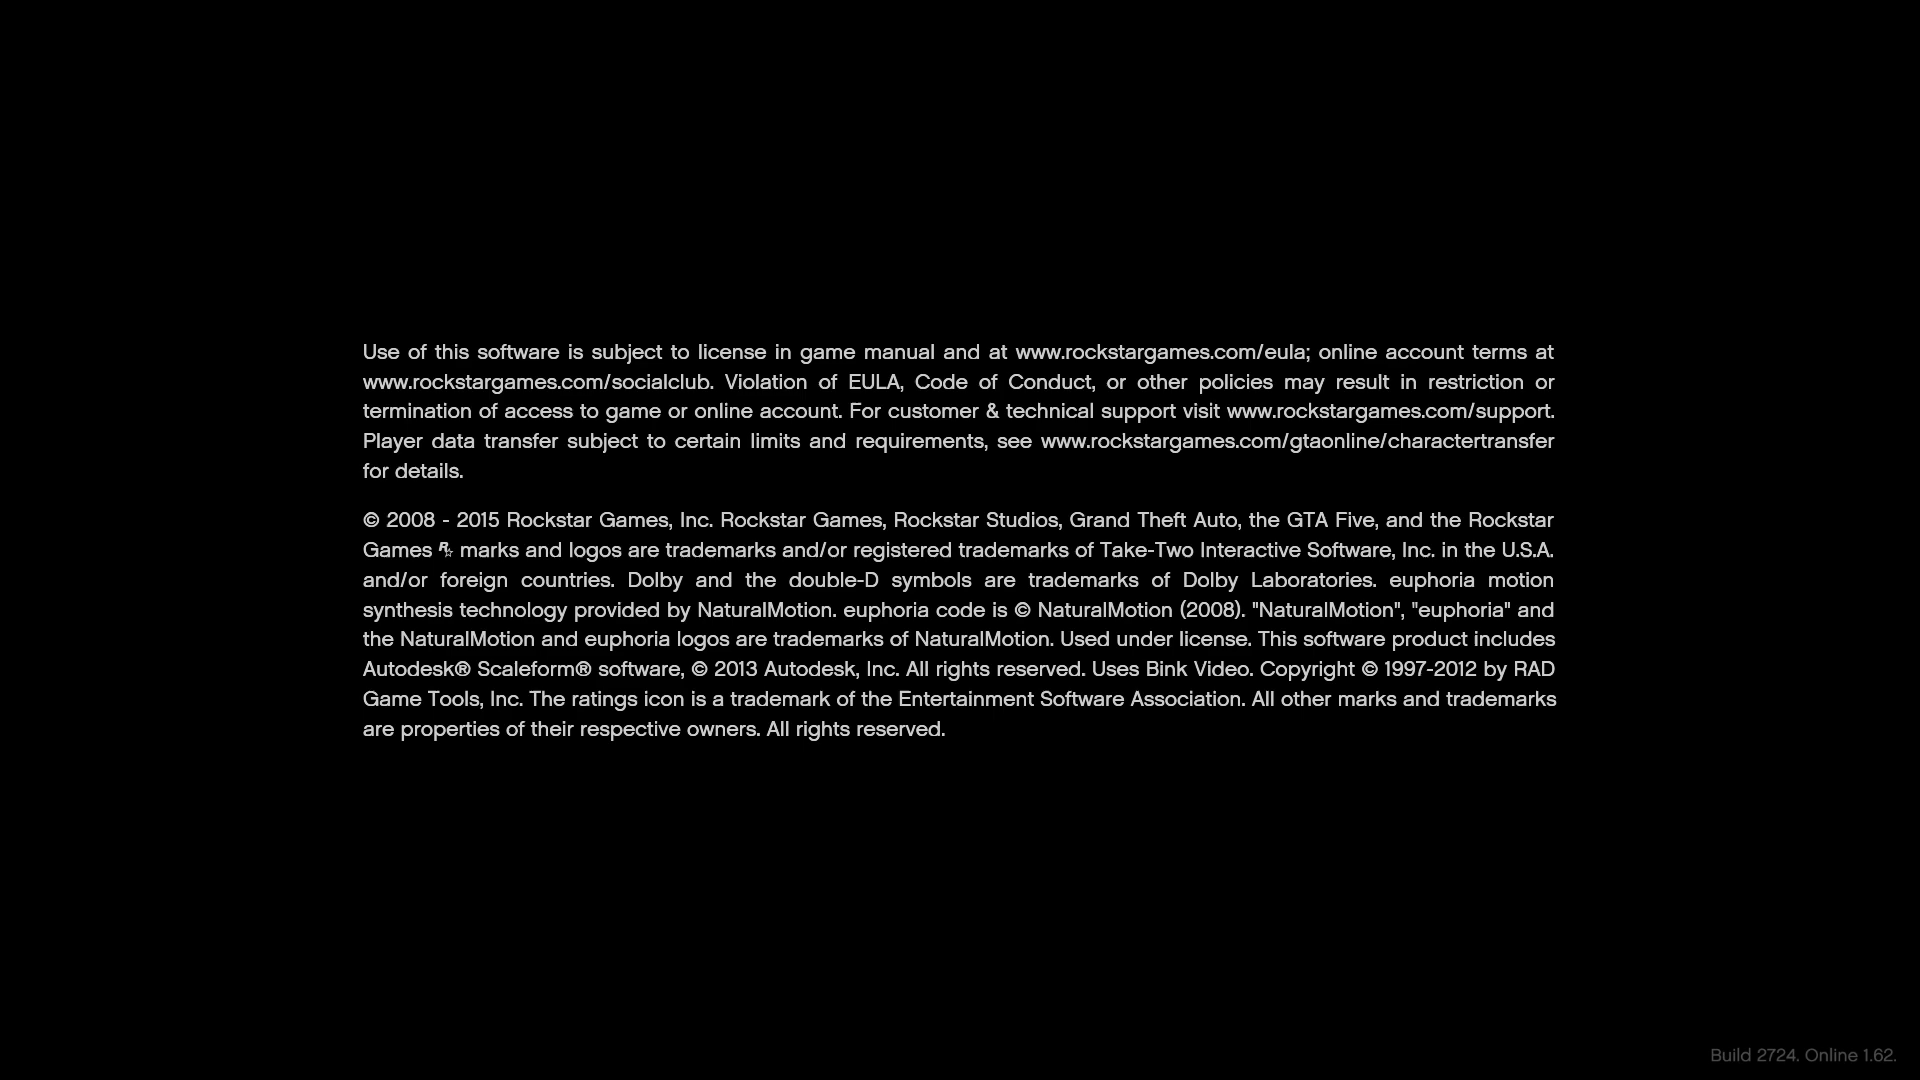 Use of this software is subject to license in game manual and at www.rockstargames.com/eula; online account terms at
www.rockstargames.com/socialclub. Violation of EULA, Code of Conduct, or other policies may result in restriction or
termination of access to game or online account. For customer & technical support visit www.rockstargames.com/support.
Player data transfer subject to certain limits and requirements, see www.rockstargames.com/gtaonline/charactertransfer
for details.
© 2008 - 2015 Rockstar Games, Inc. Rockstar Games, Rockstar Studios, Grand Theft Auto, the GTA Five, and the Rockstar
Games R* marks and logos are trademarks and/or registered trademarks of Take-Two Interactive Software, Inc. in the U.S.A.
and/or foreign countries. Dolby and the double-D symbols are trademarks of Dolby Laboratories. euphoria motion
synthesis technology provided by NaturalMotion. euphoria code is © NaturalMotion (2008). "NaturalMotion", "euphoria" and
the NaturalMotion and euphoria logos are trademarks of NaturalMotion. Used under license. This software product includes
Autodesk® Scaleform® software, © 2013 Autodesk, Inc. All rights reserved. Uses Bink Video. Copyright © 1997-2012 by RAD
Game Tools, Inc. The ratings icon is a trademark of the Entertainment Software Association. All other marks and trademarks
are properties of their respective owners. All rights reserved.
Build 2724. Online 1.62.